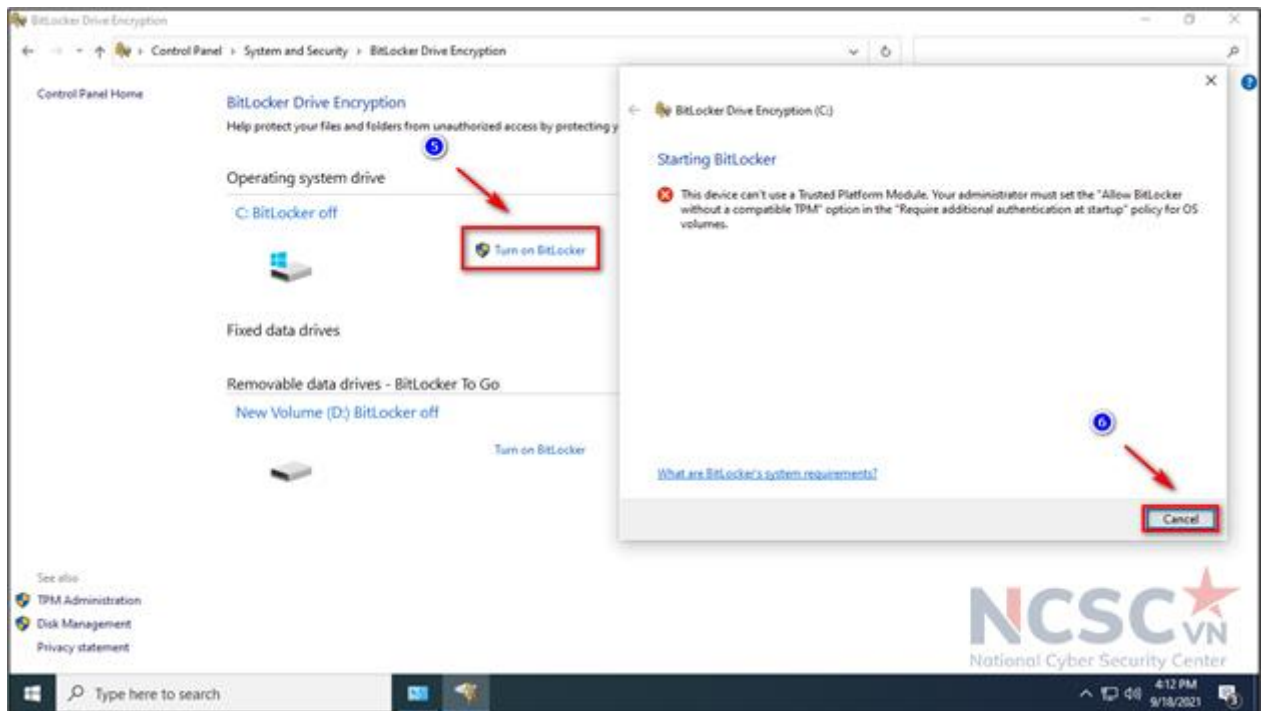 BitLocker Drive Encryption
Control Panel › System and Security › BitLocker Drive Encryption
Control Panel Home
BitLocker Drive Encryption
Help protect your files and folders from unauthorized access by protecting y
5
Operating system drive
C: BitLocker off
Turn on BitLocker
Fixed data drives
Removable data drives - BitLocker To Go
New Volume (D:) BitLocker off
Turn on BitLocker
See also
TPM Administration
Disk Management
Privacy statement
BitLocker Drive Encryption (C:)
Starting BitLocker
This device can't use a Trusted Platform Module. Your administrator must set the "Allow BitLocker
without a compatible TPM" option in the "Require additional authentication at startup" policy for OS
volumes.
6
What are BitLocker's system requirements?
Cancel
NCSC VN
National Cyber Security Center
Type here to search
4:12 PM
9/18/2021